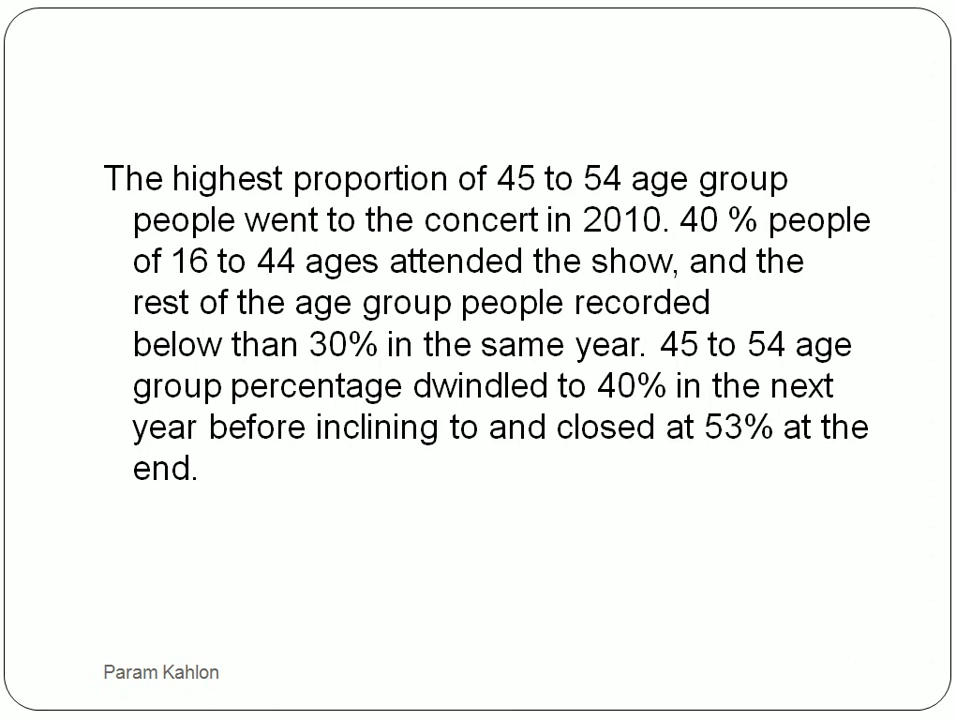 The highest proportion of 45 to 54 age group
people went to the concert in 2010. 40 % people
of 16 to 44 ages attended the show, and the
rest of the age group people recorded
below than 30% in the same year. 45 to 54 age
group percentage dwindled to 40% in the next
year before inclining to and closed at 53% at the
end.
Param Kahlon